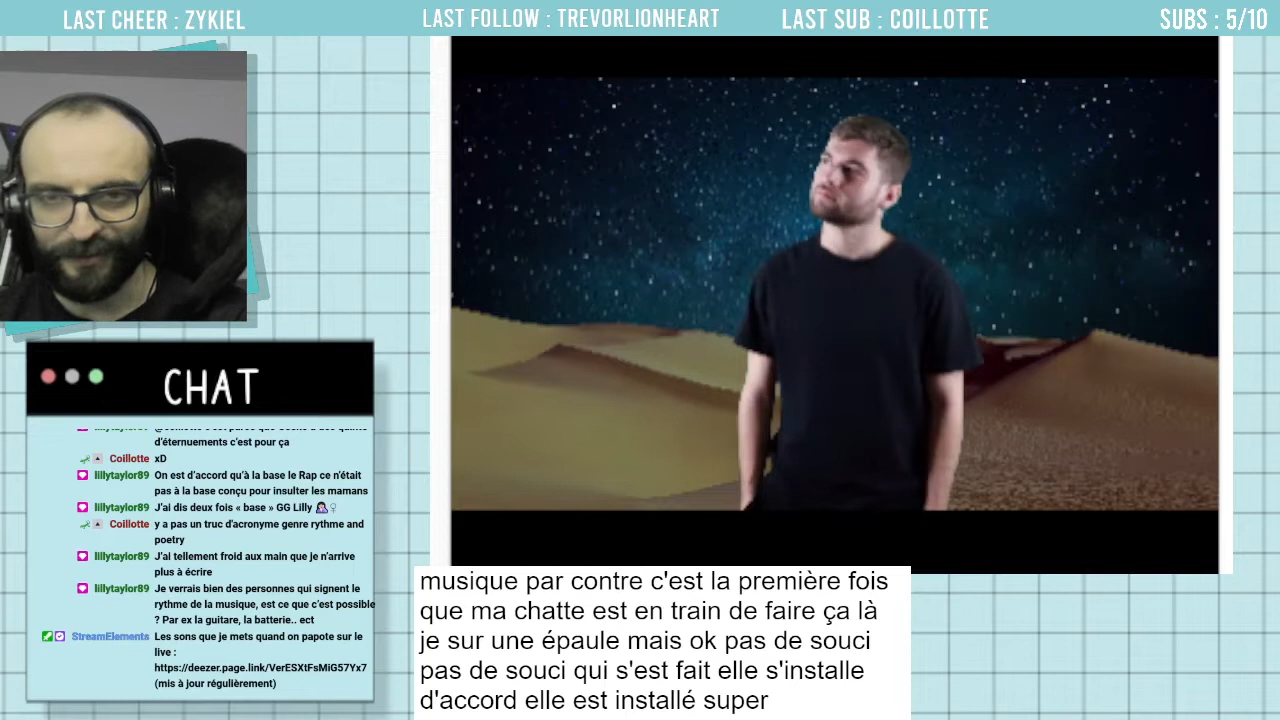 LAST CHEER : ZYKIEL
LAST FOLLOW : TREVORLIONHEART
LAST SUB : COILLOTTE
SUBS : 5/10
CHAT
d'éternuements c'est pour ça
Coillotte xD
lillytaylor89 On est d'accord qu'à la base le Rap ce n'était
pas à la base conçu pour insulter les mamans
lillytaylor89 J'ai dis deux fois « base » GG Lilly 🤦🏻‍♀
Coillotte y a pas un truc d'acronyme genre rythme and
poetry
lillytaylor89 J'ai tellement froid aux main que je n'arrive
plus à écrire
lillytaylor89 Je verrais bien des personnes qui signent le
rythme de la musique, est ce que c'est possible
? Par ex la guitare, la batterie.. ect
StreamElements Les sons que je mets quand on papote sur le
live :
https://deezer.page.link/VerESXtFsMiG57Yx7
(mis à jour régulièrement)
musique par contre c'est la première fois
que ma chatte est en train de faire ça là
je sur une épaule mais ok pas de souci
pas de souci qui s'est fait elle s'installe
d'accord elle est installé super